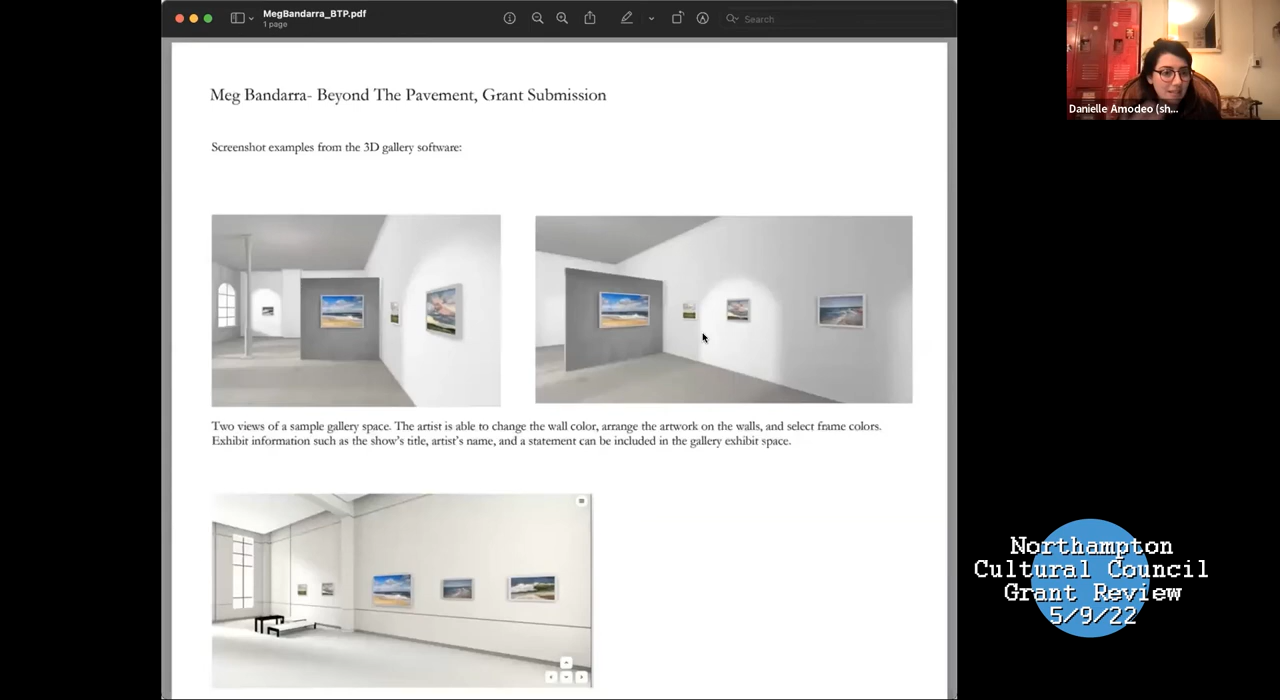 MegBandarra_BTP.pdf
1 page
Search
Meg Bandarra- Beyond The Pavement, Grant Submission
Screenshot examples from the 3D gallery software:
Two views of a sample gallery space. The artist is able to change the wall color, arrange the artwork on the walls, and select frame colors.
Exhibit information such as the show's title, artist's name, and a statement can be included in the gallery exhibit space.
Danielle Amodeo (sh...
Northampton
Cultural Council
Grant Review
5/9/22